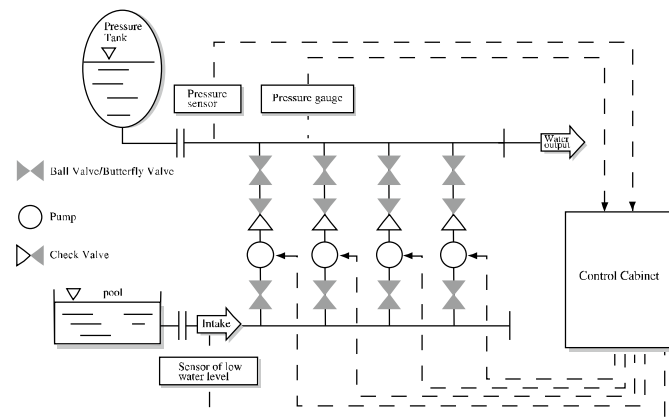 Pressure
Tank
Pressure
sensor
Pressure gauge
Water
output
Ball Valve/Butterfly Valve
Pump
Check Valve
Control Cabinet
pool
Intake
Sensor of low
water level